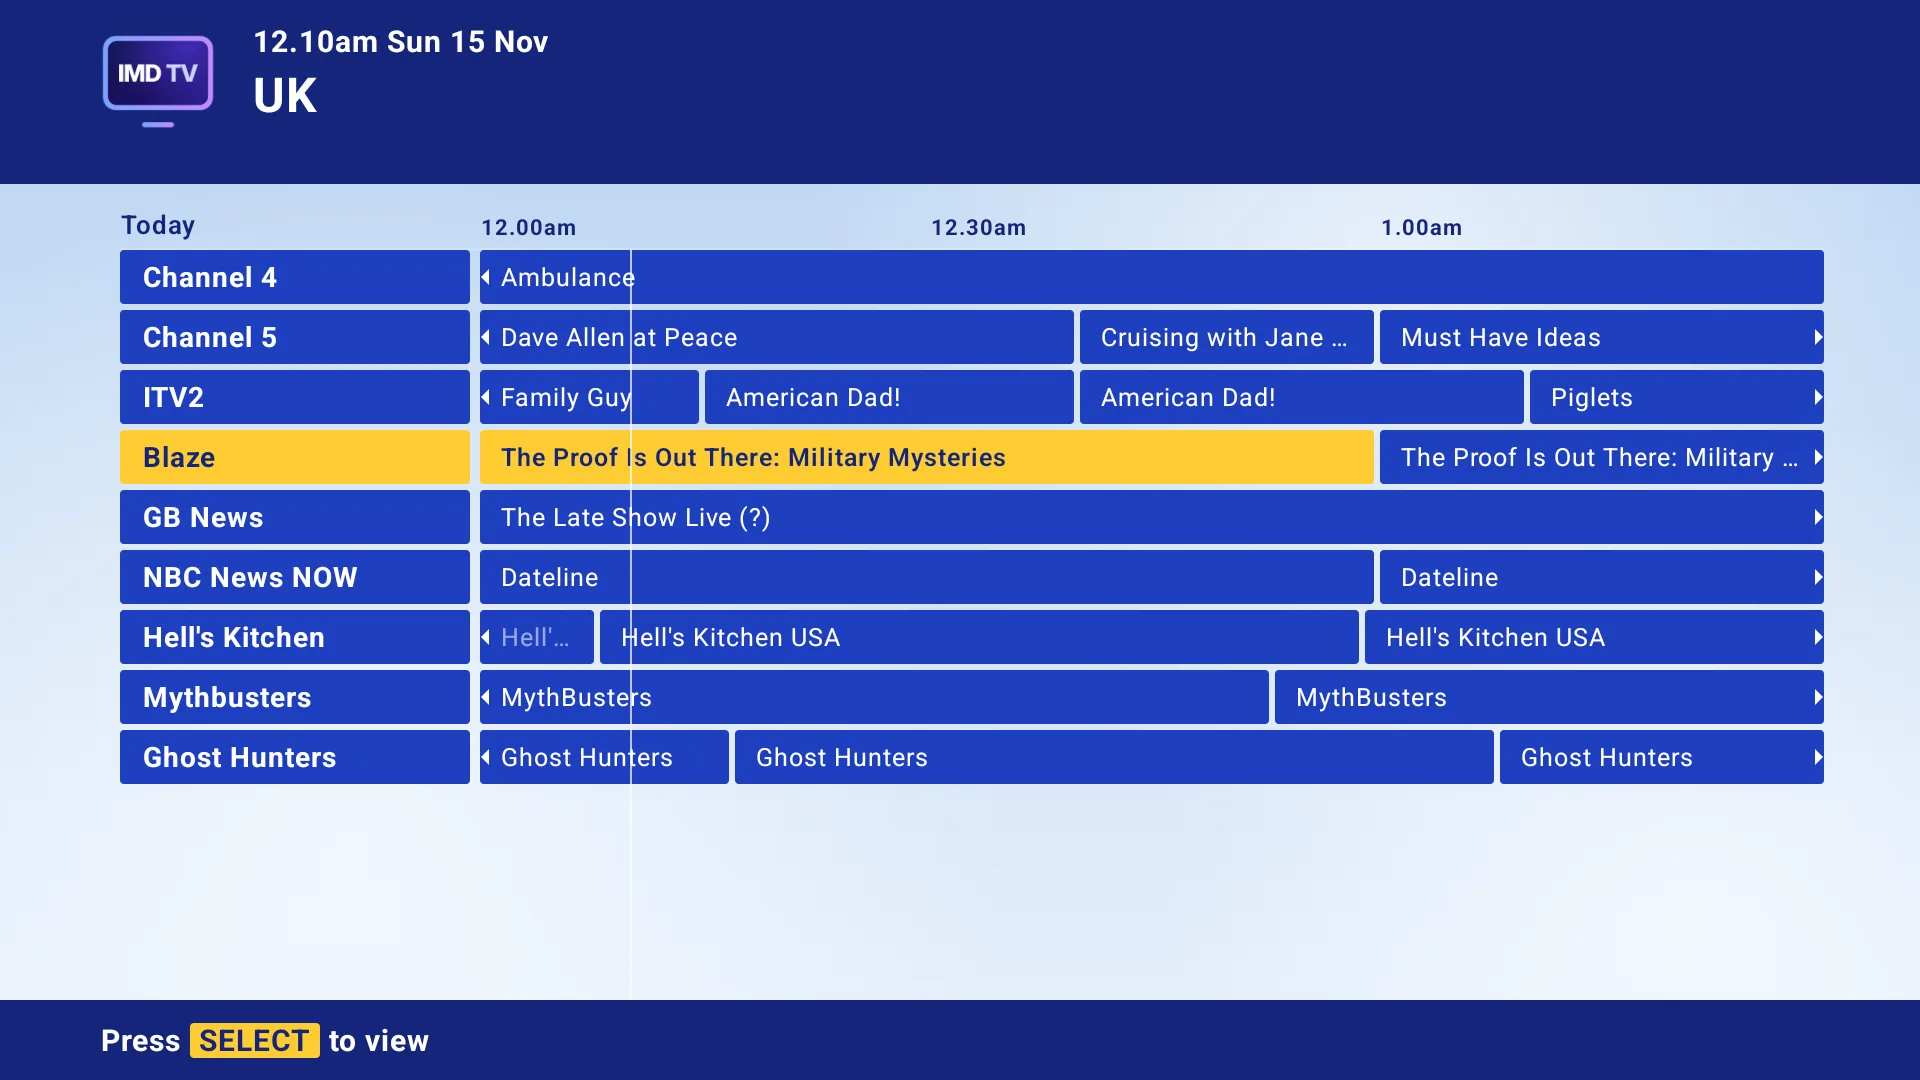 IMD TV
12.10am Sun 15 Nov
UK
Today 12.00am 12.30am 1.00am
Channel 4 Ambulance
Channel 5 Dave Allen at Peace Cruising with Jane ... Must Have Ideas
ITV2 Family Guy American Dad! American Dad! Piglets
Blaze The Proof Is Out There: Military Mysteries The Proof Is Out There: Military ...
GB News The Late Show Live (?)
NBC News NOW Dateline Dateline
Hell's Kitchen Hell'... Hell's Kitchen USA Hell's Kitchen USA
Mythbusters MythBusters MythBusters
Ghost Hunters Ghost Hunters Ghost Hunters Ghost Hunters
Press SELECT to view